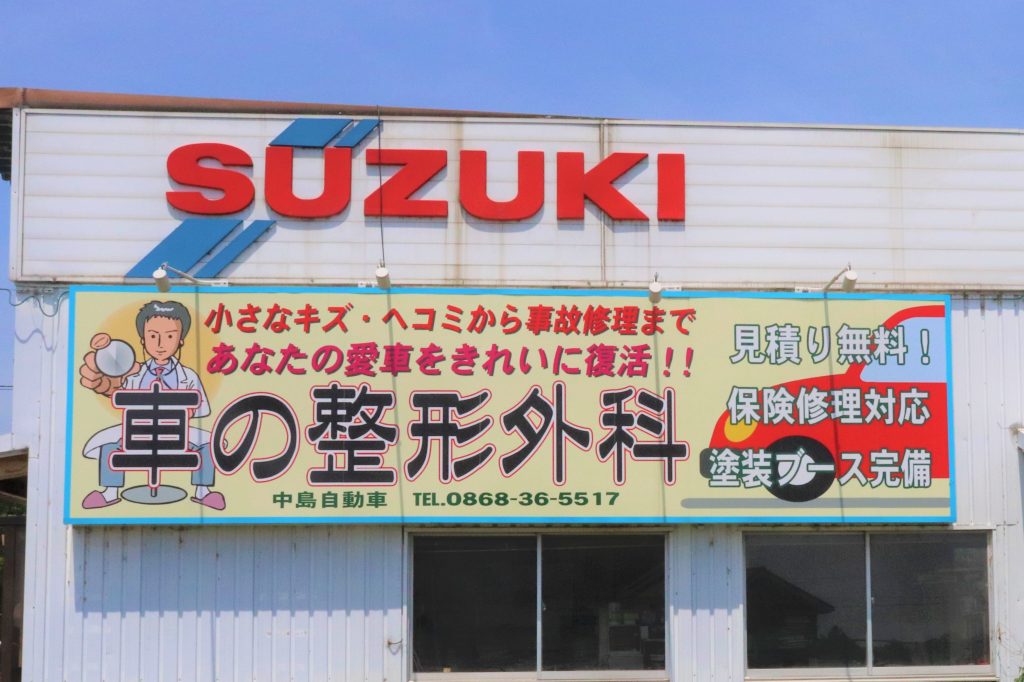 SUZUKI
小さなキズ・ヘコミから事故修理まで
あなたの愛車をきれいに復活!!
車の整形外科
中島自動車 TEL.0868-36-5517
見積り無料!
保険修理対応
塗装ブース完備